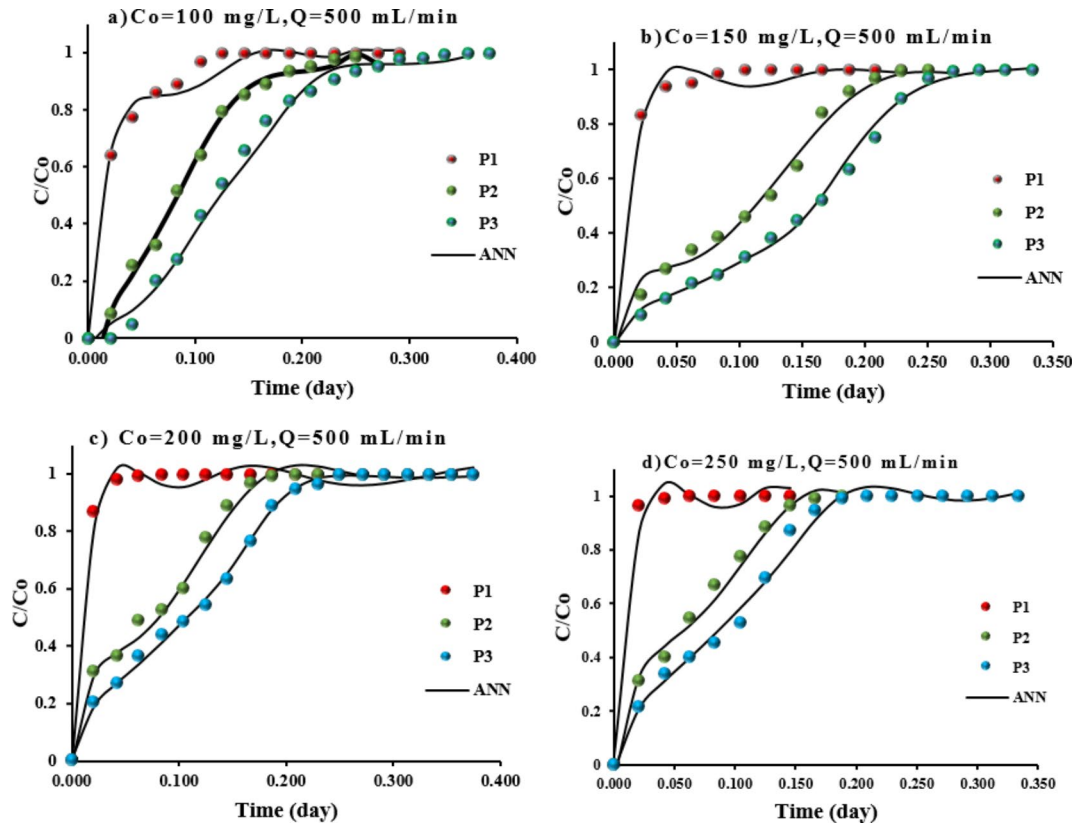 a) Co=100 mg/L,Q=500 mL/min
C/Co
1
0.8
0.6
0.4
0.2
0
P1
P2
P3
ANN
0.000 0.100 0.200 0.300 0.400
Time (day)
b) Co=150 mg/L,Q=500 mL/min
C/Co
1
0.8
0.6
0.4
0.2
0
P1
P2
P3
ANN
0.000 0.050 0.100 0.150 0.200 0.250 0.300 0.350
Time (day)
c) Co=200 mg/L,Q=500 mL/min
C/Co
1
0.8
0.6
0.4
0.2
0
P1
P2
P3
ANN
0.000 0.100 0.200 0.300 0.400
Time (day)
d)Co=250 mg/L,Q=500 mL/min
C/Co
1
0.8
0.6
0.4
0.2
0
P1
P2
P3
ANN
0.000 0.050 0.100 0.150 0.200 0.250 0.300 0.350
Time (day)